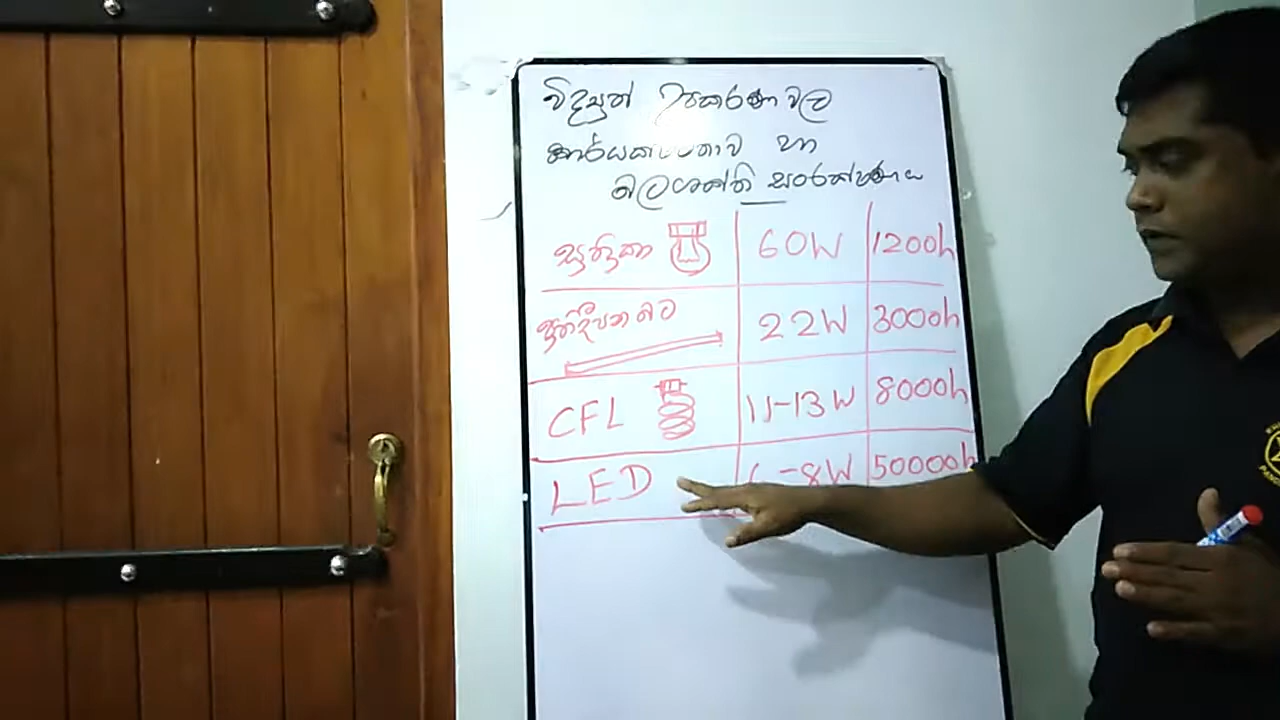 විද්‍යුත් උපකරණ වල
කාර්යක්ෂමතාව හා
බලශක්ති සංරක්ෂණය
සූත්‍රිකා 60W 1200h
ප්‍රතිදීපන බට 22W 3000h
CFL 11-13W 8000h
LED -8W 50000h